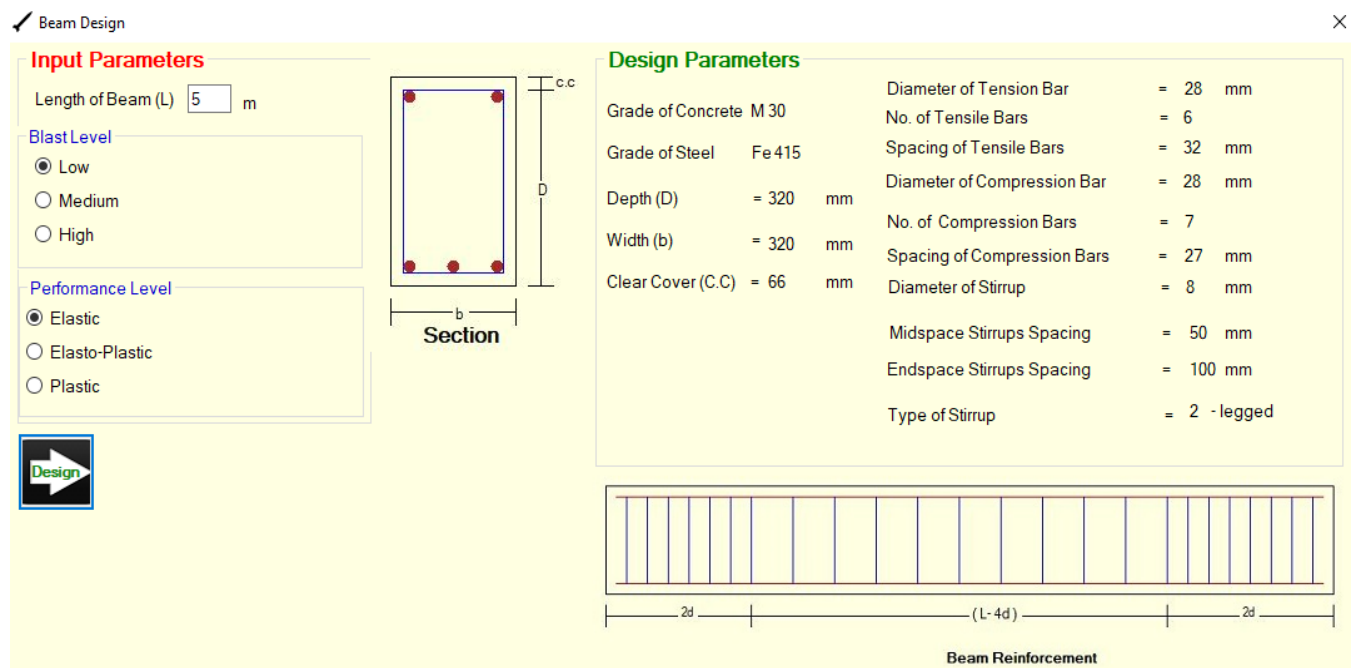 Beam Design
Input Parameters
Length of Beam (L) 5 m
Blast Level
Low
Medium
High
Performance Level
Elastic
Elasto-Plastic
Plastic
Design
c.c
D
b
Section
Design Parameters
Grade of Concrete M 30
Grade of Steel Fe 415
Depth (D) = 320 mm
Width (b) = 320 mm
Clear Cover (C.C) = 66 mm
Diameter of Tension Bar = 28 mm
No. of Tensile Bars = 6
Spacing of Tensile Bars = 32 mm
Diameter of Compression Bar = 28 mm
No. of Compression Bars = 7
Spacing of Compression Bars = 27 mm
Diameter of Stirrup = 8 mm
Midspace Stirrups Spacing = 50 mm
Endspace Stirrups Spacing = 100 mm
Type of Stirrup = 2 - legged
2d (L- 4d) 2d
Beam Reinforcement